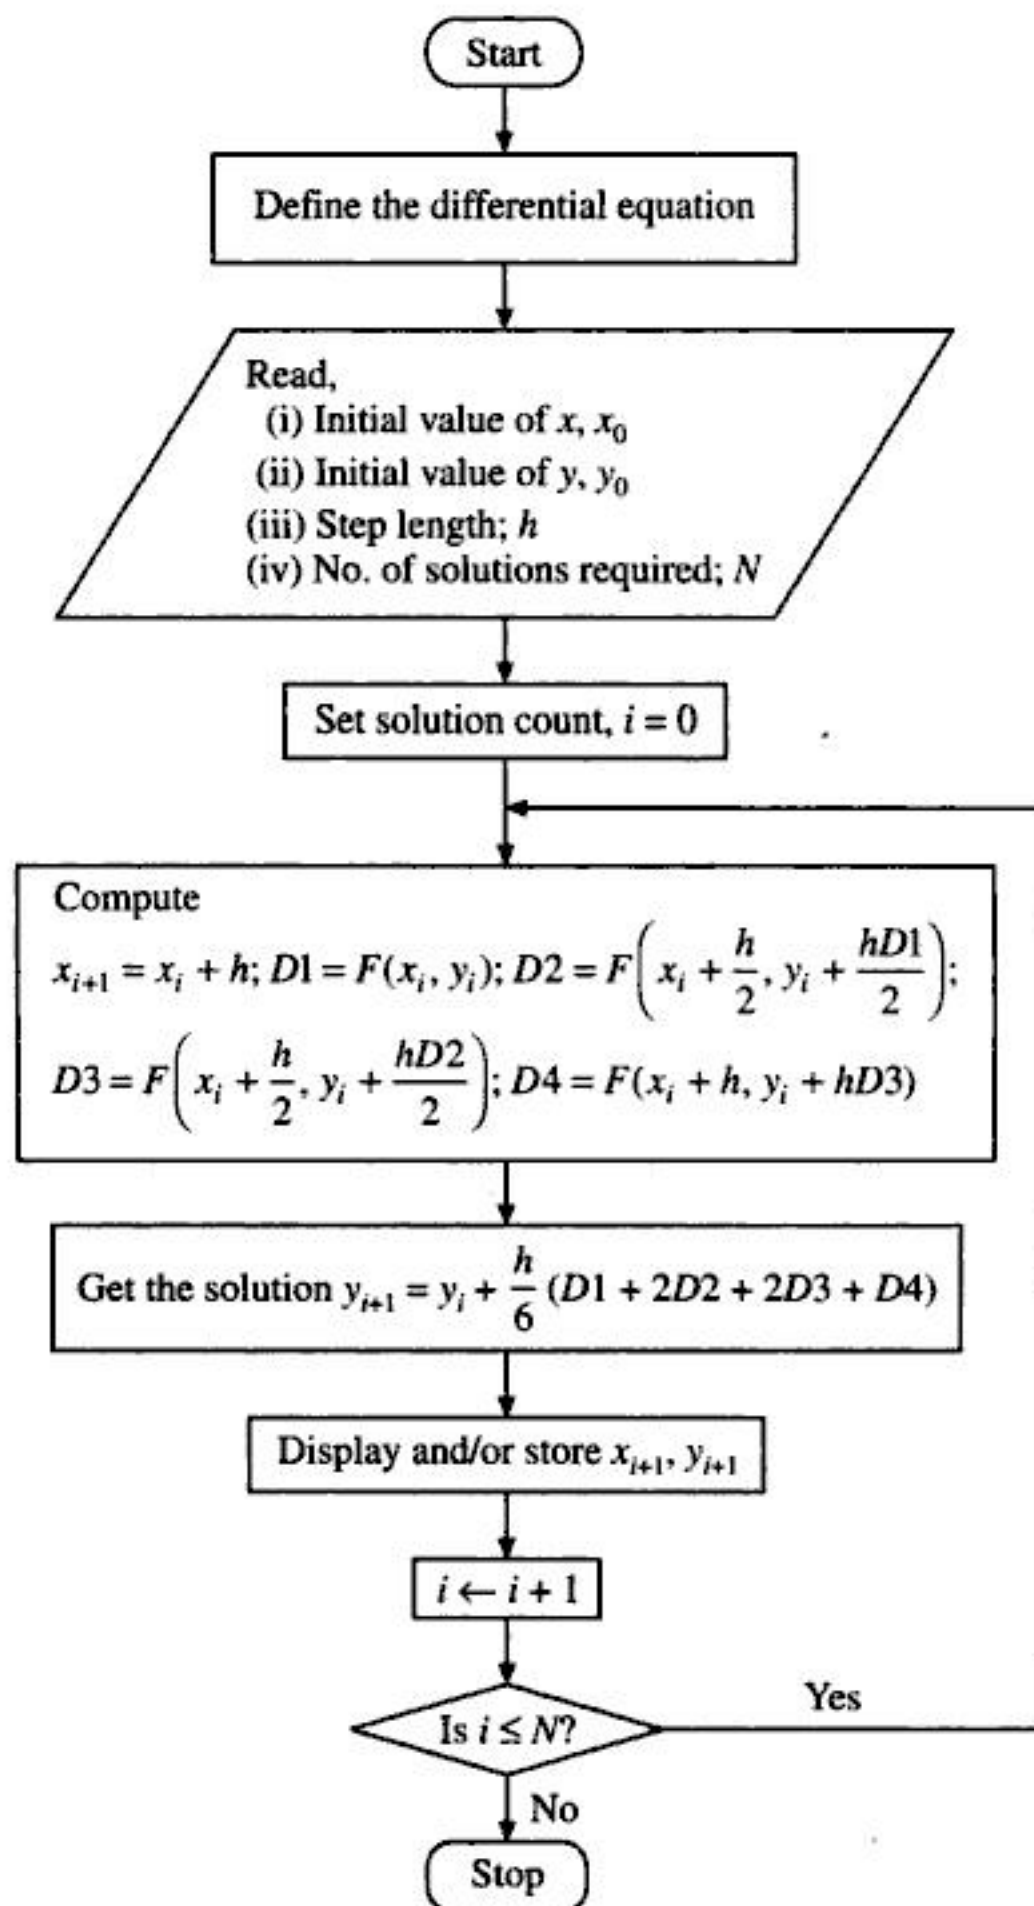 Start
Define the differential equation
Read,
(i) Initial value of x, x₀
(ii) Initial value of y, y₀
(iii) Step length; h
(iv) No. of solutions required; N
Set solution count, i = 0
Compute
xᵢ₊₁ = xᵢ + h; D1 = F(xᵢ, yᵢ); D2 = F(xᵢ + h/2, yᵢ + hD1/2);
D3 = F(xᵢ + h/2, yᵢ + hD2/2); D4 = F(xᵢ + h, yᵢ + hD3)
Get the solution yᵢ₊₁ = yᵢ + h/6 (D1 + 2D2 + 2D3 + D4)
Display and/or store xᵢ₊₁, yᵢ₊₁
i ← i + 1
Is i ≤ N?
Yes
No
Stop